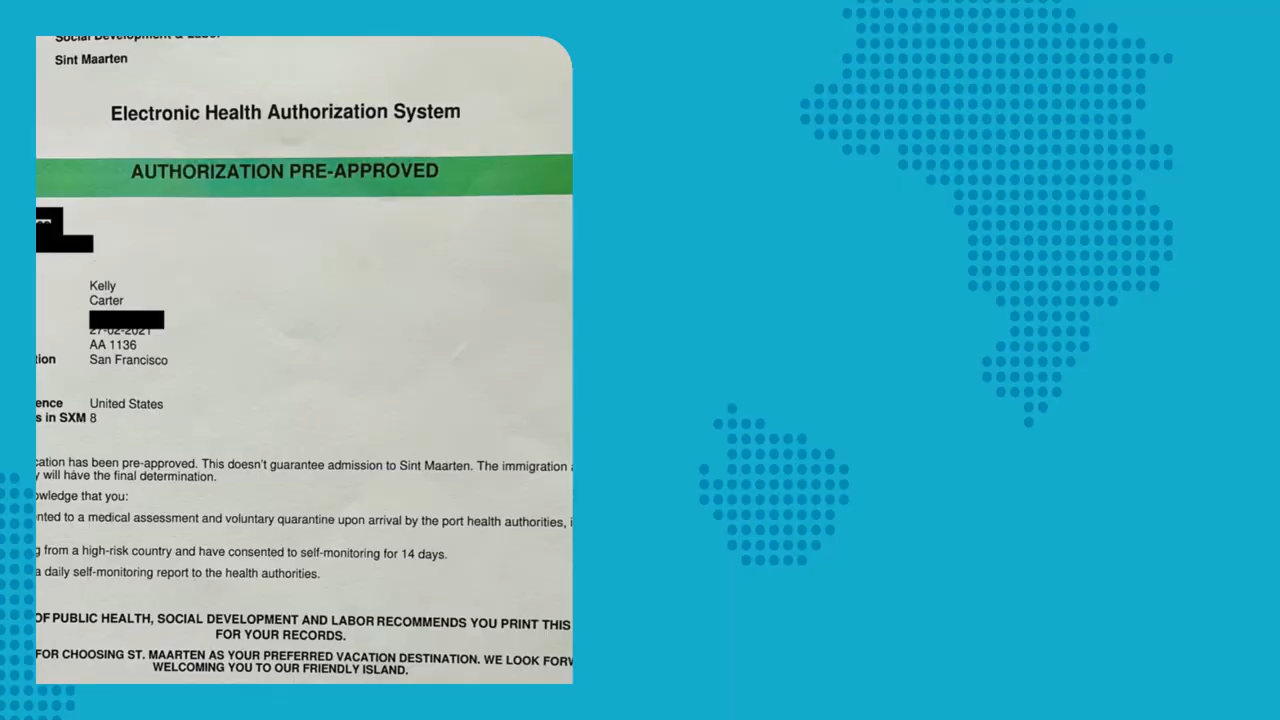 Social Development & Labor
Sint Maarten
Electronic Health Authorization System
AUTHORIZATION PRE-APPROVED
Kelly
Carter
27-02-2021
AA 1136
tion San Francisco
ence United States
s in SXM 8
cation has been pre-approved. This doesn't guarantee admission to Sint Maarten. The immigration
y will have the final determination.
owledge that you:
nted to a medical assessment and voluntary quarantine upon arrival by the port health authorities, i
g from a high-risk country and have consented to self-monitoring for 14 days.
a daily self-monitoring report to the health authorities.
OF PUBLIC HEALTH, SOCIAL DEVELOPMENT AND LABOR RECOMMENDS YOU PRINT THIS
FOR YOUR RECORDS.
FOR CHOOSING ST. MAARTEN AS YOUR PREFERRED VACATION DESTINATION. WE LOOK FORW
WELCOMING YOU TO OUR FRIENDLY ISLAND.